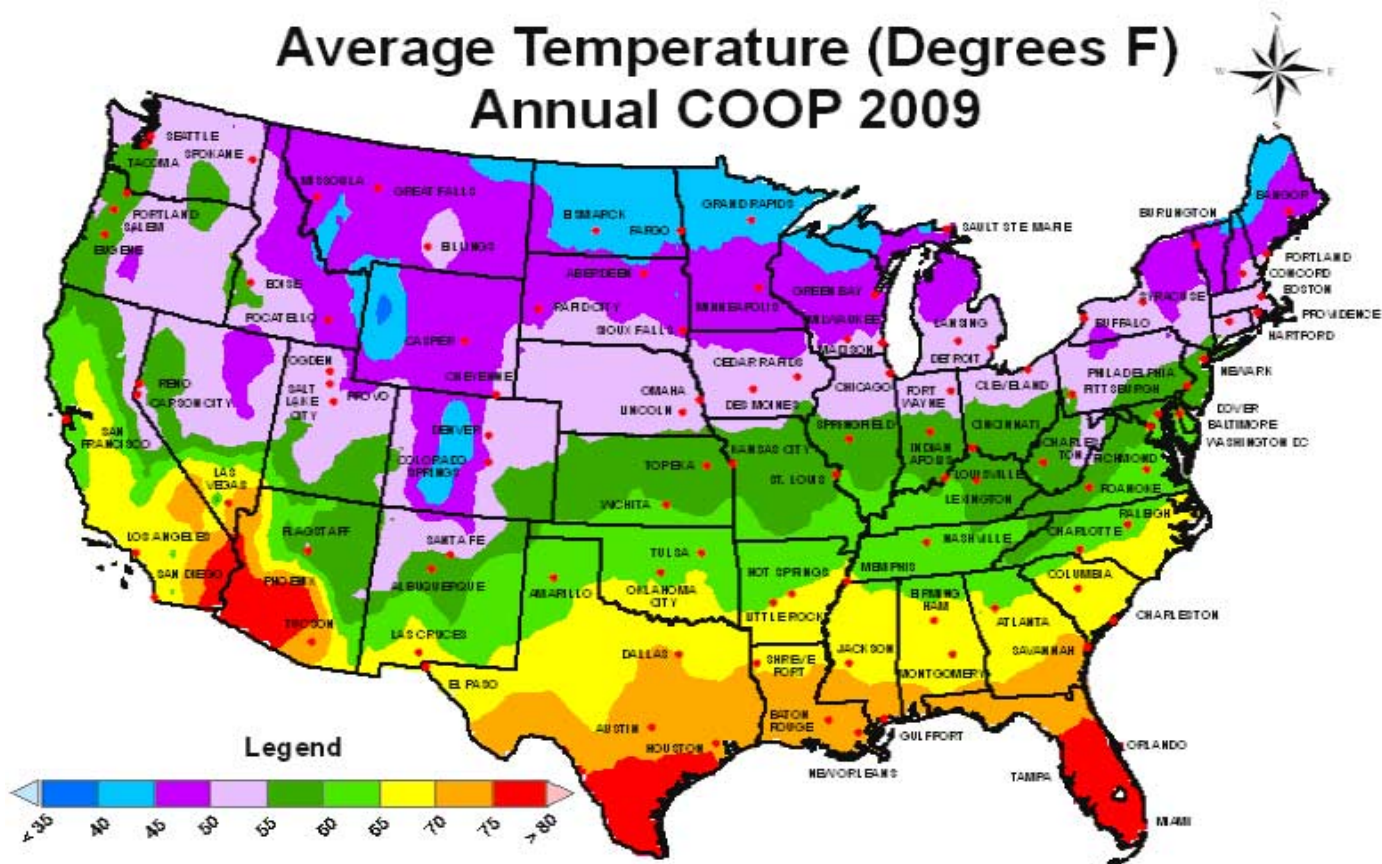 Average Temperature (Degrees F)
Annual COOP 2009
N
W
E
S
SEATTLE
SPOKANE
TACOMA
PORTLAND
SALEM
EUGENE
MISSOULA
GREAT FALLS
BILLINGS
BOISE
POCATELLO
BISMARCK
FARGO
GRAND RAPIDS
SAULT STE MARIE
BURLINGTON
BANGOR
PORTLAND
CONCORD
BOSTON
PROVIDENCE
HARTFORD
SYRACUSE
BUFFALO
ABERDEEN
RAPID CITY
SIOUX FALLS
MINNEAPOLIS
GREEN BAY
MILWAUKEE
MADISON
LANSING
DETROIT
CASPER
CHEYENNE
OGDEN
SALT
LAKE
CITY
PROVO
RENO
CARSON CITY
SAN
FRANCISCO
LAS
VEGAS
LOS ANGELES
SAN DIEGO
FLAGSTAFF
PHOENIX
TUCSON
DENVER
COLORADO
SPRINGS
SANTA FE
ALBUQUERQUE
LAS CRUCES
EL PASO
OMAHA
LINCOLN
CEDAR RAPIDS
DES MOINES
CHICAGO
FORT
WAYNE
CLEVELAND
PHILADELPHIA
PITTSBURGH
NEWARK
DOVER
BALTIMORE
WASHINGTON DC
SPRINGFIELD
INDIAN
APOLIS
CINCINNATI
CHARLES
TON
RICHMOND
ROANOKE
TOPEKA
KANSAS CITY
ST. LOUIS
LOUISVILLE
LEXINGTON
WICHITA
RALEIGH
CHARLOTTE
NASHVILLE
MEMPHIS
TULSA
OKLAHOMA
CITY
AMARILLO
HOT SPRINGS
LITTLE ROCK
BIRMING
HAM
ATLANTA
COLUMBIA
CHARLESTON
SAVANNAH
DALLAS
SHREVE
PORT
JACKSON
MONTGOMERY
AUSTIN
HOUSTON
BATON
ROUGE
NEW ORLEANS
GULFPORT
ORLANDO
TAMPA
MIAMI
Legend
< 35 40 45 50 55 60 65 70 75 > 80